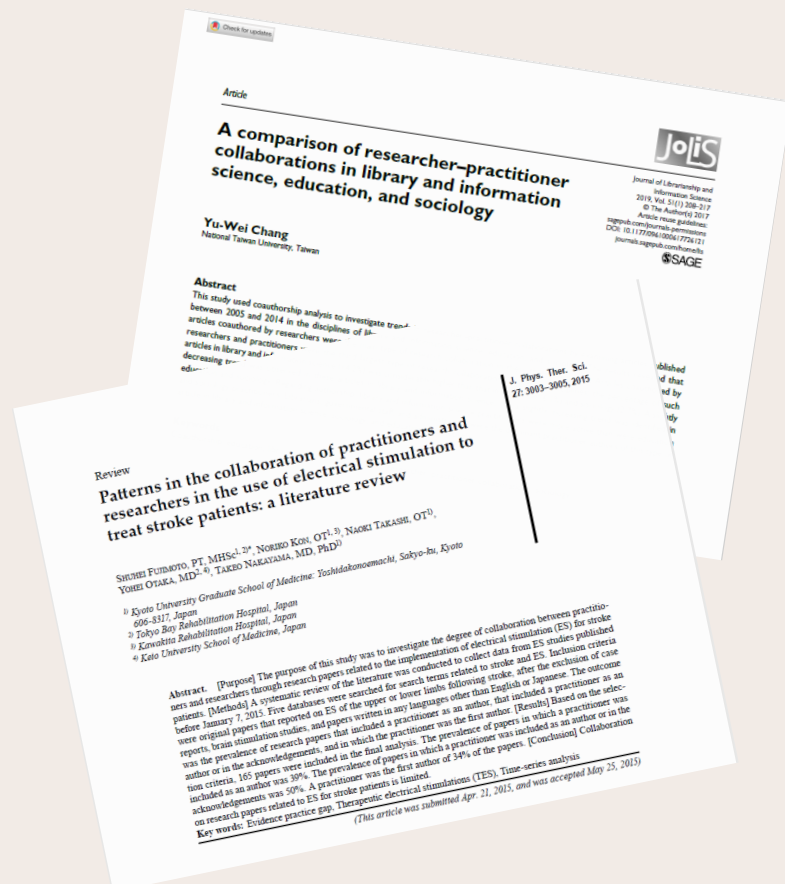 Check for updates
Article
A comparison of researcher–practitioner
collaborations in library and information
science, education, and sociology
JOLIS
Journal of Librarianship and
Information Science
2019, Vol. 51(1) 208–217
© The Author(s) 2017
Article reuse guidelines:
sagepub.com/journals-permissions
DOI: 10.1177/0961000617726121
journals.sagepub.com/home/lis
SAGE
Yu-Wei Chang
National Taiwan University, Taiwan
Abstract
This study used coauthorship analysis to investigate
between 2005 and 2014 in the disciplines of
articles coauthored by researchers
researchers and practitioners
articles in library and
decreasing
that
ed by
such
in
J. Phys. Ther. Sci.
27: 3003–3005, 2015
Review
Patterns in the collaboration of practitioners and
researchers in the use of electrical stimulation to
treat stroke patients: a literature review
Shuhei Fujimoto, PT, MHSc1, 2)*, Noriko Kon, OT1, 3), Naoki Takashi, OT1),
Yohei Otaka, MD2, 4), Takeo Nakayama, MD, PhD1)
1) Kyoto University Graduate School of Medicine: Yoshidakonoemachi, Sakyo-ku, Kyoto
606-8317, Japan
2) Tokyo Bay Rehabilitation Hospital, Japan
3) Kawakita Rehabilitation Hospital, Japan
4) Keio University School of Medicine, Japan
Abstract. [Purpose] The purpose of this study was to investigate the degree of collaboration between practitio-
ners and researchers through research papers related to the implementation of electrical stimulation (ES) for stroke
patients. [Methods] A systematic review of the literature was conducted to collect data from ES studies published
before January 7, 2015. Five databases were searched for search terms related to stroke and ES. Inclusion criteria
were original papers that reported on ES of the upper or lower limbs following stroke, after the exclusion of case
reports, brain stimulation studies, and papers written in any languages other than English or Japanese. The outcome
was the prevalence of research papers that included a practitioner as an author, that included a practitioner as an
author or in the acknowledgements, and in which the practitioner was the first author. [Results] Based on the selec-
tion criteria, 165 papers were included in the final analysis. The prevalence of papers in which a practitioner was
included as an author was 39%. The prevalence of papers in which a practitioner was included as an author or in the
acknowledgements was 50%. A practitioner was the first author of 34% of the papers. [Conclusion] Collaboration
on research papers related to ES for stroke patients is limited.
Key words: Evidence practice gap, Therapeutic electrical stimulations (TES), Time-series analysis
(This article was submitted Apr. 21, 2015, and was accepted May 25, 2015)